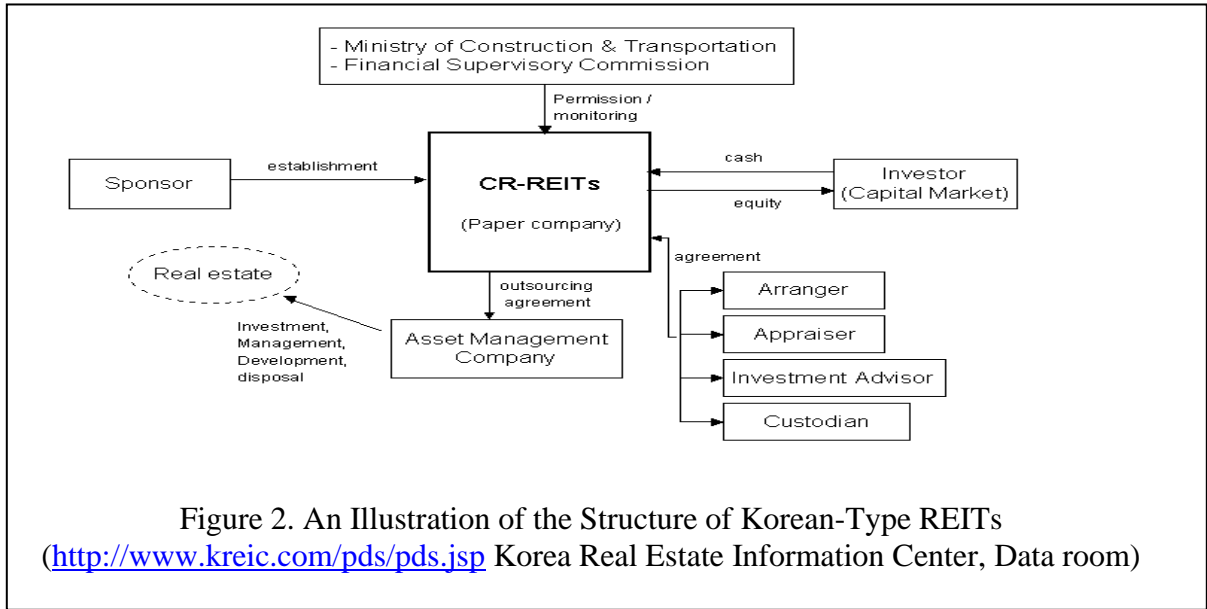 - Ministry of Construction & Transportation
- Financial Supervisory Commission
Permission /
monitoring
Sponsor
establishment
CR-REITs
(Paper company)
cash
equity
Investor
(Capital Market)
Real estate
outsourcing
agreement
agreement
Investment,
Management,
Development,
disposal
Asset Management
Company
Arranger
Appraiser
Investment Advisor
Custodian
Figure 2. An Illustration of the Structure of Korean-Type REITs
(http://www.kreic.com/pds/pds.jsp Korea Real Estate Information Center, Data room)